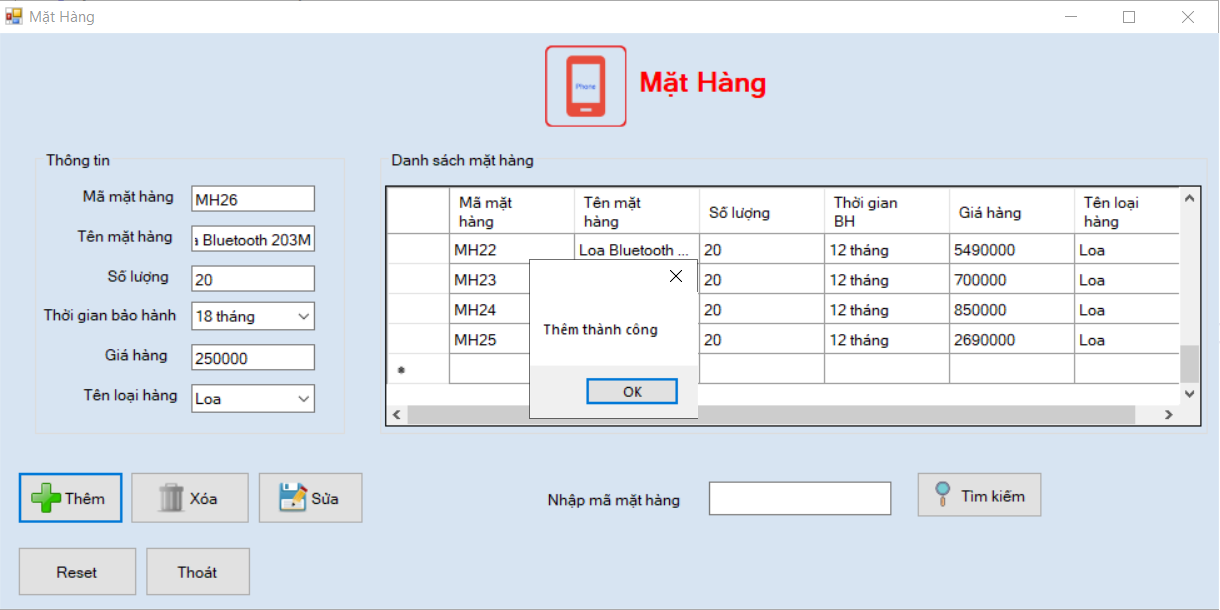 Mặt Hàng
iPhone
Mặt Hàng
Thông tin
Mã mặt hàng MH26
Tên mặt hàng Bluetooth 203M
Số lượng 20
Thời gian bảo hành 18 tháng
Giá hàng 250000
Tên loại hàng Loa
Danh sách mặt hàng
Mã mặt hàng Tên mặt hàng Số lượng Thời gian BH Giá hàng Tên loại hàng
MH22 Loa Bluetooth ... 20 12 tháng 5490000 Loa
MH23 20 12 tháng 700000 Loa
MH24 20 12 tháng 850000 Loa
MH25 20 12 tháng 2690000 Loa
Thêm thành công
OK
Thêm Xóa Sửa
Nhập mã mặt hàng Tìm kiếm
Reset Thoát